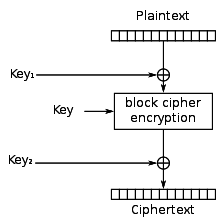 Plaintext
Key₁
block cipher
Key
encryption
Key₂
Ciphertext